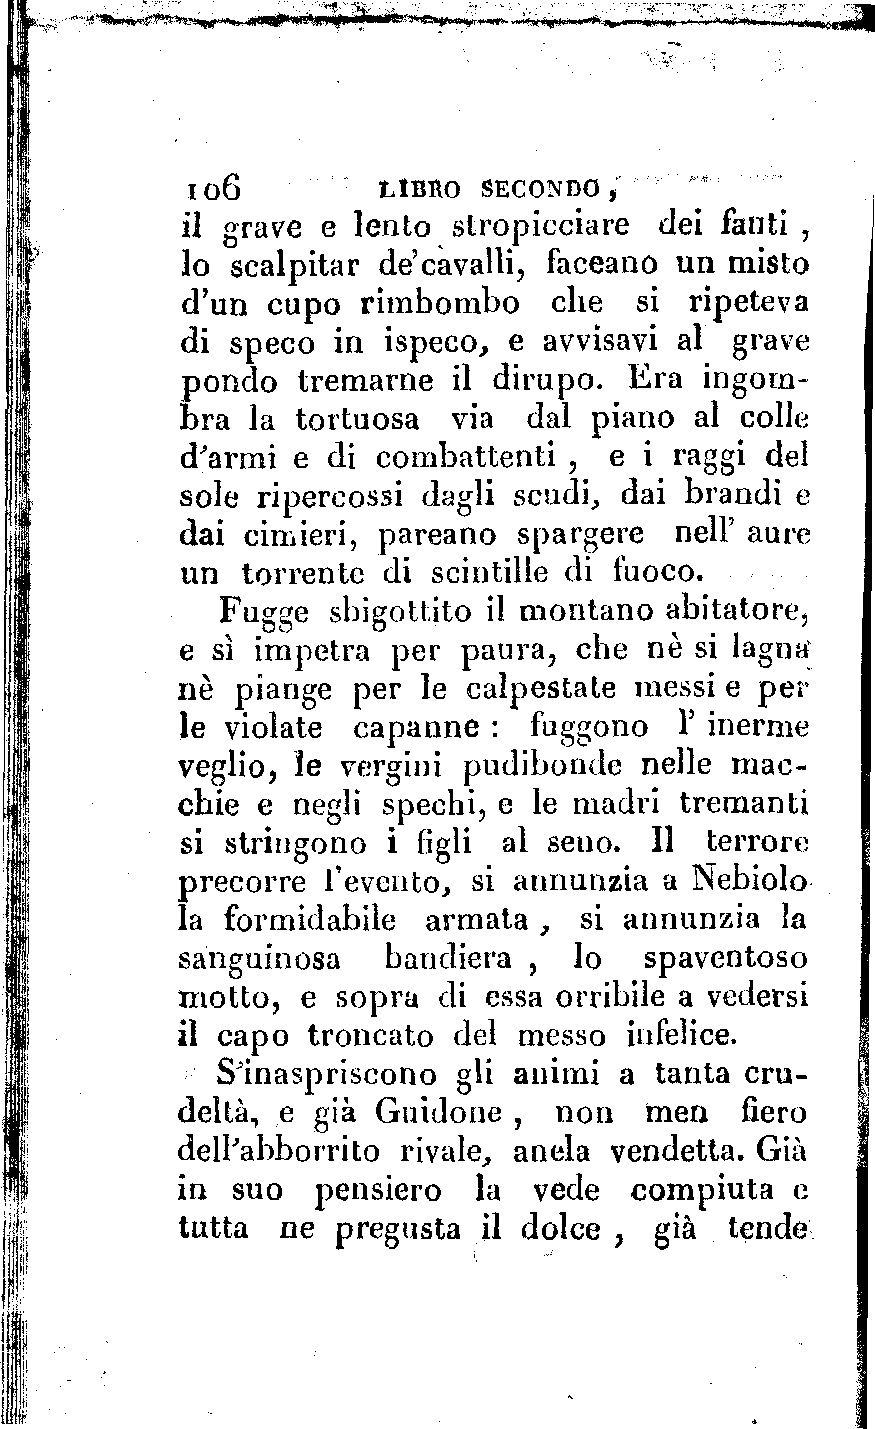 106 LIBRO SECONDO,
il grave e lento stropicciare dei fanti ,
lo scalpitar de'cavalli, faceano un misto
d'un cupo rimbombo che si ripeteva
di speco in ispeco, e avvisavi al grave
pondo tremarne il dirupo. Era ingom-
bra la tortuosa via dal piano al colle
d'armi e di combattenti , e i raggi del
sole ripercossi dagli scudi, dai brandi e
dai cimieri, pareano spargere nell' aure
un torrente di scintille di fuoco.
Fugge sbigottito il montano abitatore,
e sì impetra per paura, che nè si lagna
nè piange per le calpestate messi e per
le violate capanne : fuggono l' inerme
veglio, le vergini pudibonde nelle mac-
chie e negli spechi, e le madri tremanti
si stringono i figli al seno. Il terrore
precorre l'evento, si annunzia a Nebiolo
la formidabile armata , si annunzia la
sanguinosa bandiera , lo spaventoso
motto, e sopra di essa orribile a vedersi
il capo troncato del messo infelice.
S'inaspriscono gli animi a tanta cru-
deltà, e già Guidone , non men fiero
dell'abborrito rivale, anela vendetta. Già
in suo pensiero la vede compiuta e
tutta ne pregusta il dolce , già tende